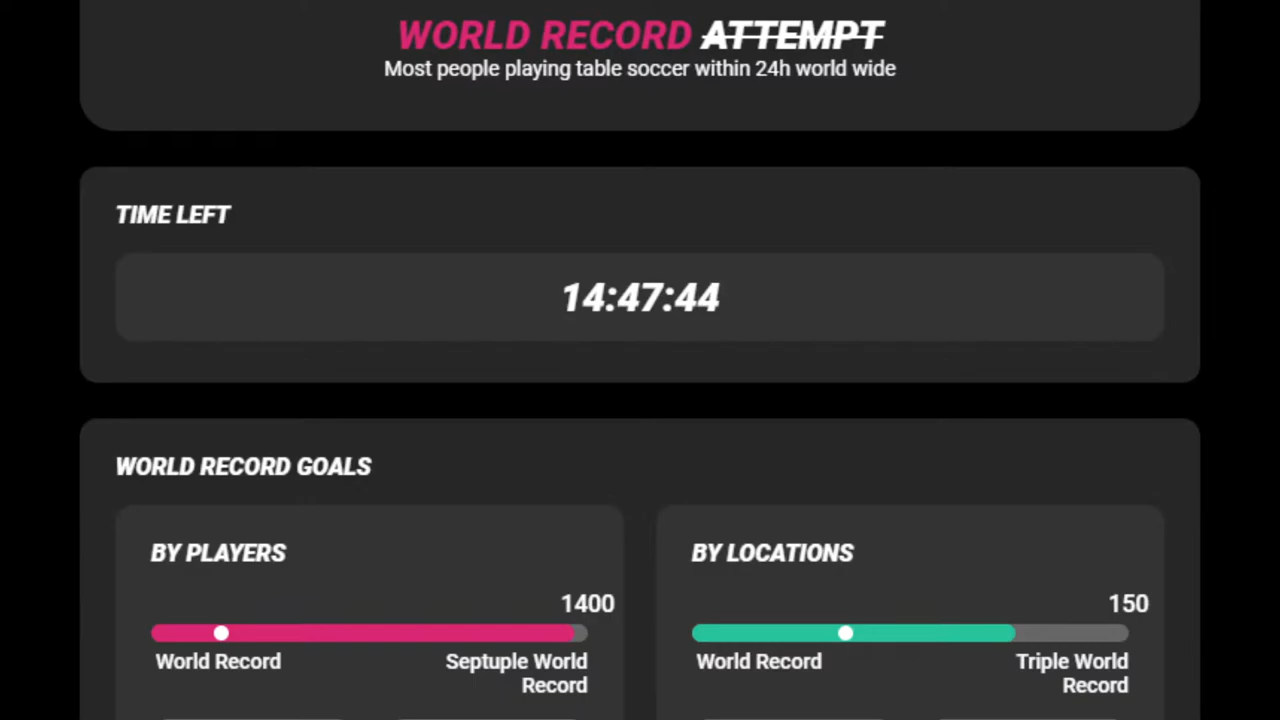 WORLD RECORD ATTEMPT
Most people playing table soccer within 24h world wide
TIME LEFT
14:47:44
WORLD RECORD GOALS
BY PLAYERS
1400
World Record
Septuple World
Record
BY LOCATIONS
150
World Record
Triple World
Record